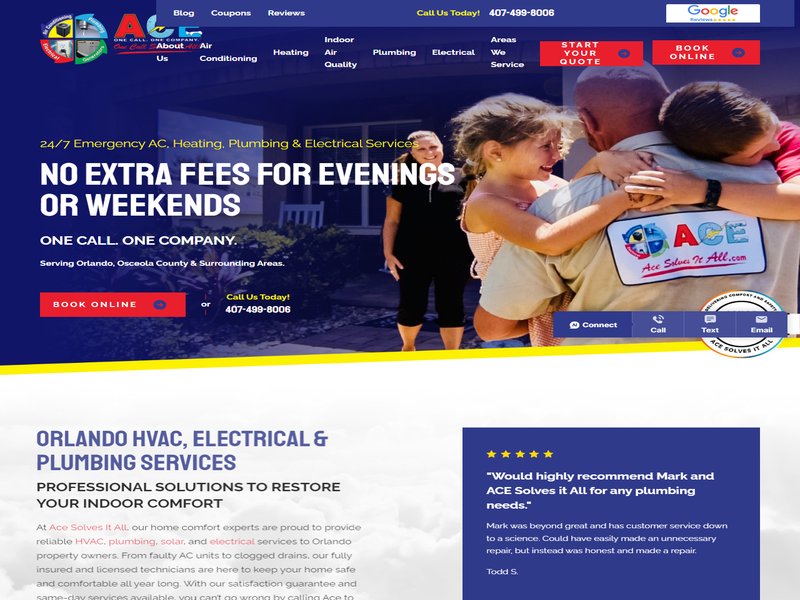 Blog Coupons Reviews Call Us Today! 407-499-8006
Google
Reviews
ACE
ONE CALL. ONE COMPANY.
One Call Solves It All
Air Conditioning
Plumbing
Electrical
Generators
About Us
Air Conditioning
Heating
Indoor Air Quality
Plumbing
Electrical
Areas We Service
START YOUR QUOTE
BOOK ONLINE
24/7 Emergency AC, Heating, Plumbing & Electrical Services
NO EXTRA FEES FOR EVENINGS
OR WEEKENDS
ONE CALL. ONE COMPANY.
Serving Orlando, Osceola County & Surrounding Areas.
BOOK ONLINE
or
Call Us Today!
407-499-8006
ACE
Ace Solves It All.com
DELIVERING COMFORT AND SAFETY
ACE SOLVES IT ALL
Connect
Call
Text
Email
ORLANDO HVAC, ELECTRICAL &
PLUMBING SERVICES
PROFESSIONAL SOLUTIONS TO RESTORE
YOUR INDOOR COMFORT
At Ace Solves It All, our home comfort experts are proud to provide
reliable HVAC, plumbing, solar, and electrical services to Orlando
property owners. From faulty AC units to clogged drains, our fully
insured and licensed technicians are here to keep your home safe
and comfortable all year long. With our satisfaction guarantee and
same-day services available, you can't go wrong by calling Ace to
"Would highly recommend Mark and
ACE Solves it All for any plumbing
needs."
Mark was beyond great and has customer service down
to a science. Could have easily made an unnecessary
repair, but instead was honest and made a repair.
Todd S.